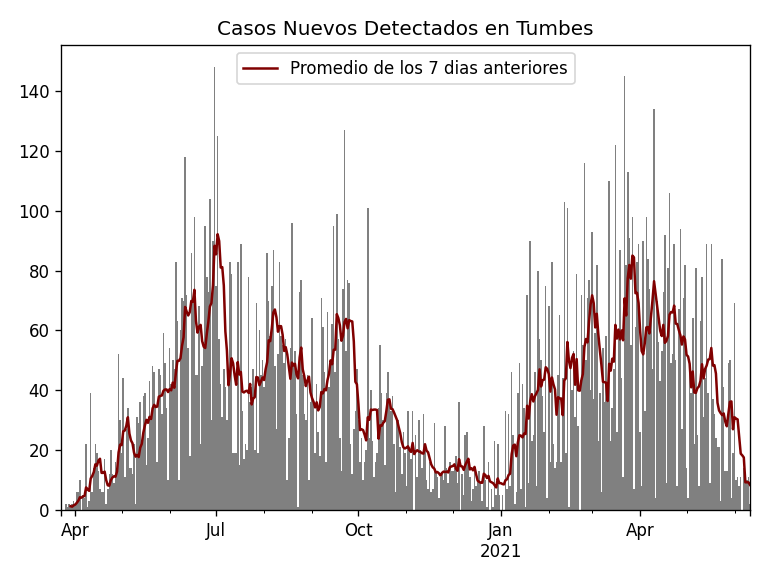 Casos Nuevos Detectados en Tumbes
Promedio de los 7 dias anteriores
140
120
100
80
60
40
20
0
Apr
Jul
Oct
Jan
2021
Apr